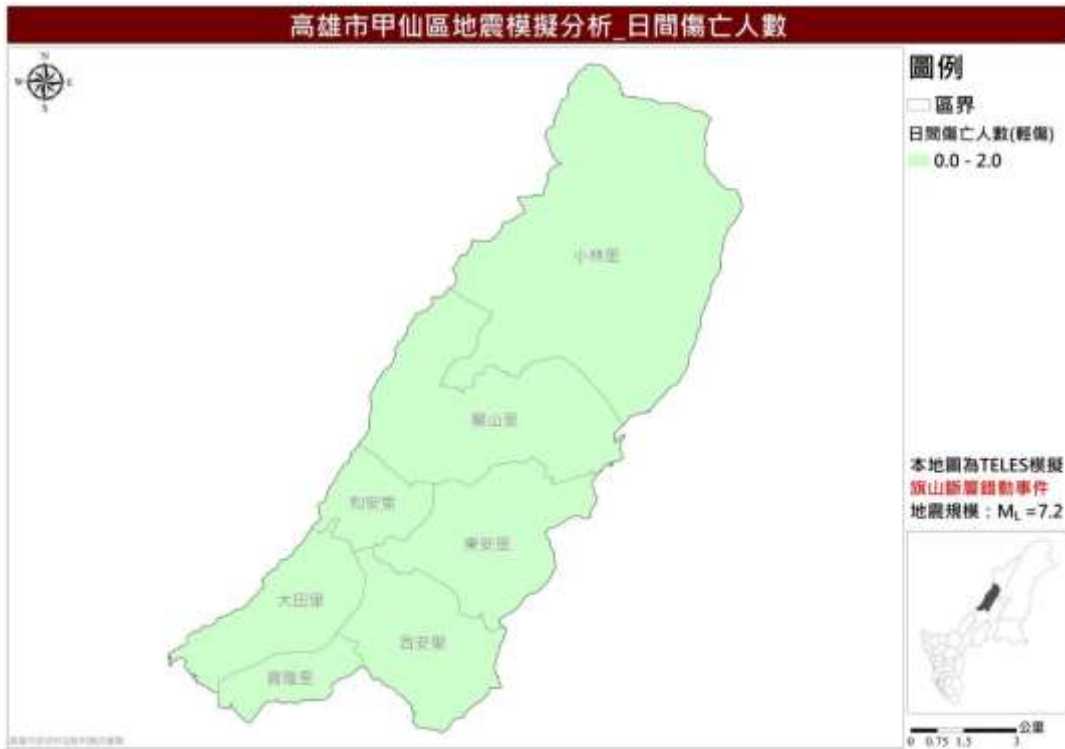 高雄市甲仙區地震模擬分析_日間傷亡人數
N
W
E
S
圖例
區界
日間傷亡人數(輕傷)
0.0 - 2.0
小林里
關山里
和安里
東安里
大田里
西安里
寶隆里
本地圖為TELES模擬
旗山斷層錯動事件
地震規模：ML =7.2
公里
0 0.75 1.5 3